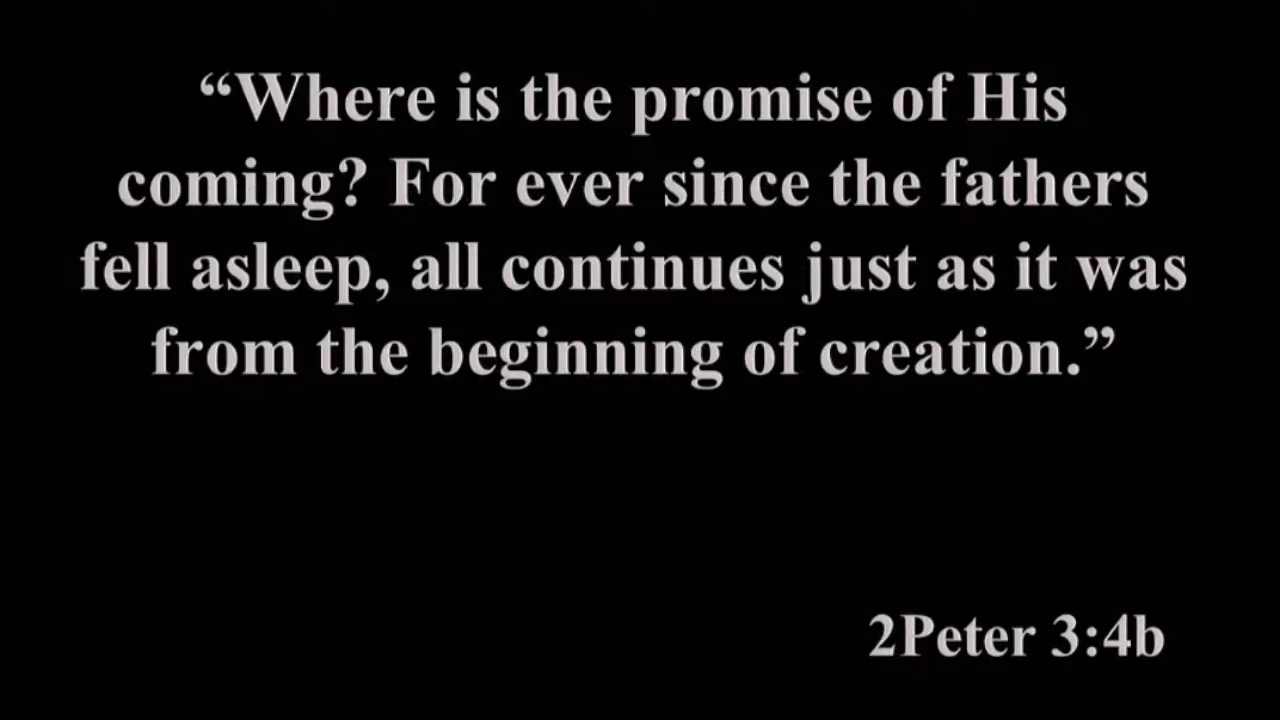 “Where is the promise of His
coming? For ever since the fathers
fell asleep, all continues just as it was
from the beginning of creation.”
2Peter 3:4b